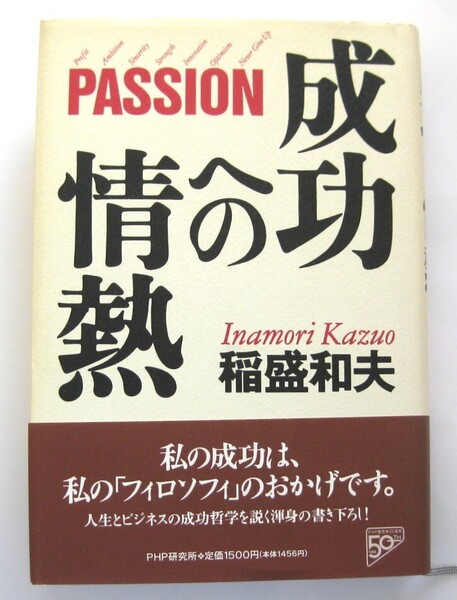 Profit
Ambition
Sincerity
Strength
Innovation
Optimism
Never Give Up
PASSION
成功
への
情熱
Inamori Kazuo
稲盛和夫
私の成功は、
私の「フィロソフィ」のおかげです。
人生とビジネスの成功哲学を説く渾身の書き下ろし!
PHP研究所❖定価1500円(本体1456円)
50TH